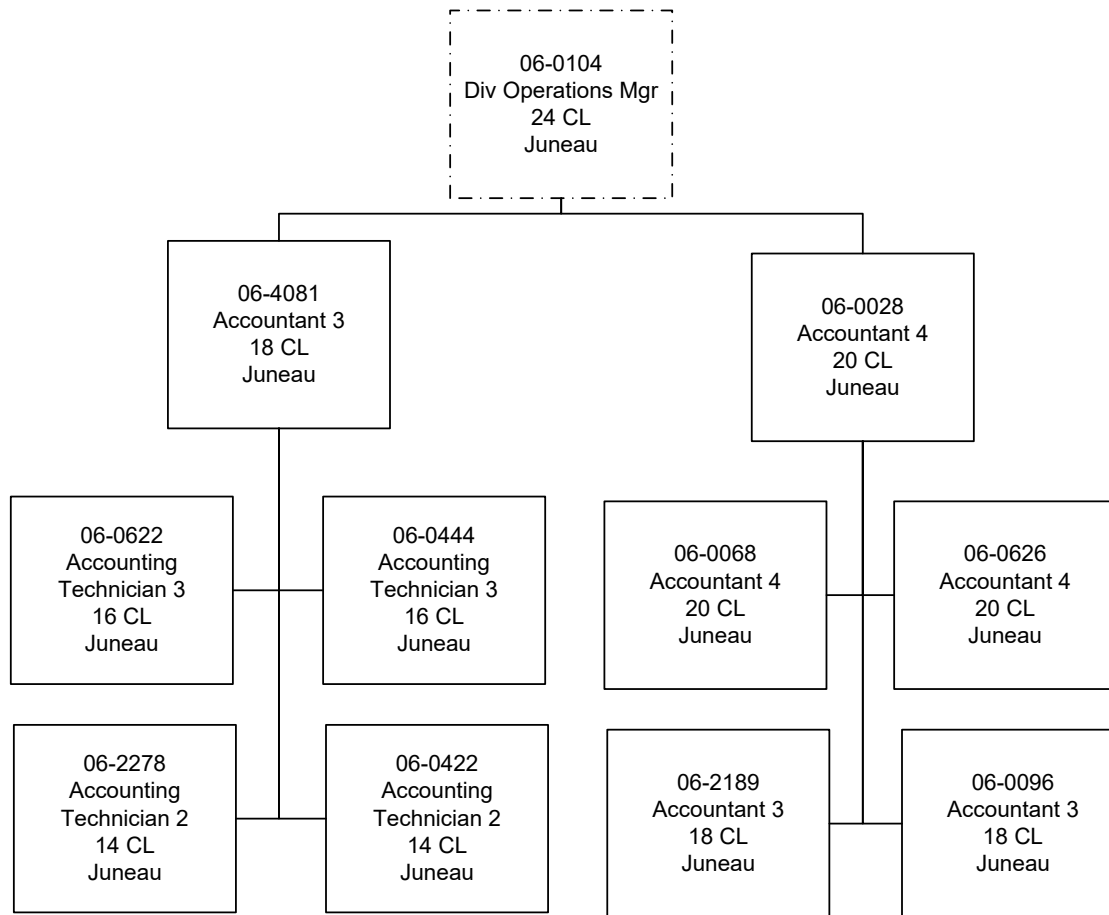 06-0104
Div Operations Mgr
24 CL
Juneau
06-4081
Accountant 3
18 CL
Juneau
06-0028
Accountant 4
20 CL
Juneau
06-0622
Accounting
Technician 3
16 CL
Juneau
06-0444
Accounting
Technician 3
16 CL
Juneau
06-0068
Accountant 4
20 CL
Juneau
06-0626
Accountant 4
20 CL
Juneau
06-2278
Accounting
Technician 2
14 CL
Juneau
06-0422
Accounting
Technician 2
14 CL
Juneau
06-2189
Accountant 3
18 CL
Juneau
06-0096
Accountant 3
18 CL
Juneau